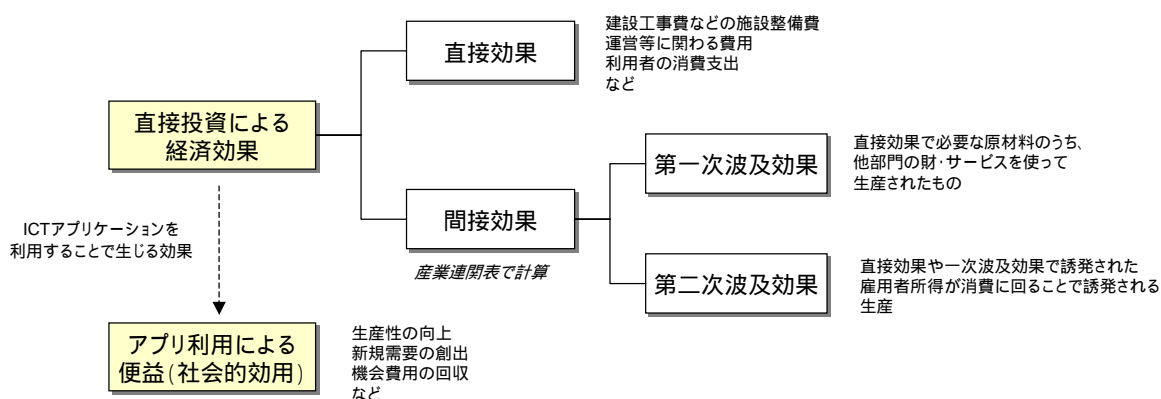 建設工事費などの施設整備費
運営等に関わる費用
利用者の消費支出
など
直接効果
直接投資による
経済効果
直接効果で必要な原材料のうち、
他部門の財・サービスを使って
生産されたもの
第一次波及効果
間接効果
産業連関表で計算
ICTアプリケーションを
利用することで生じる効果
第二次波及効果
直接効果や一次波及効果で誘発された
雇用者所得が消費に回ることで誘発される
生産
アプリ利用による
便益(社会的効用)
生産性の向上
新規需要の創出
機会費用の回収
など